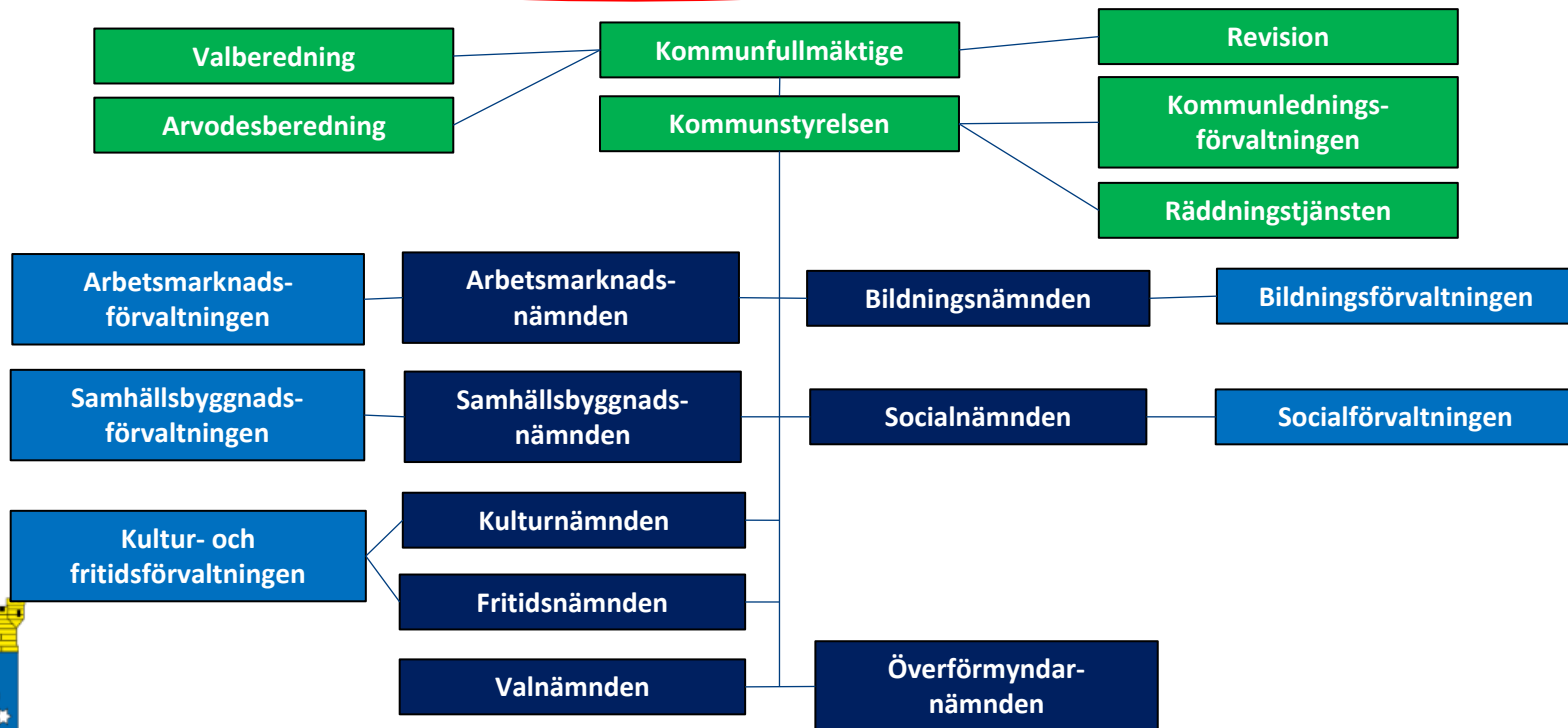 Valberedning
Kommunfullmäktige
Revision
Arvodesberedning
Kommunstyrelsen
Kommunlednings-
förvaltningen
Räddningstjänsten
Arbetsmarknads-
förvaltningen
Arbetsmarknads-
nämnden
Bildningsnämnden
Bildningsförvaltningen
Samhällsbyggnads-
förvaltningen
Samhällsbyggnads-
nämnden
Socialnämnden
Socialförvaltningen
Kultur- och
fritidsförvaltningen
Kulturnämnden
Fritidsnämnden
Valnämnden
Överförmyndar-
nämnden